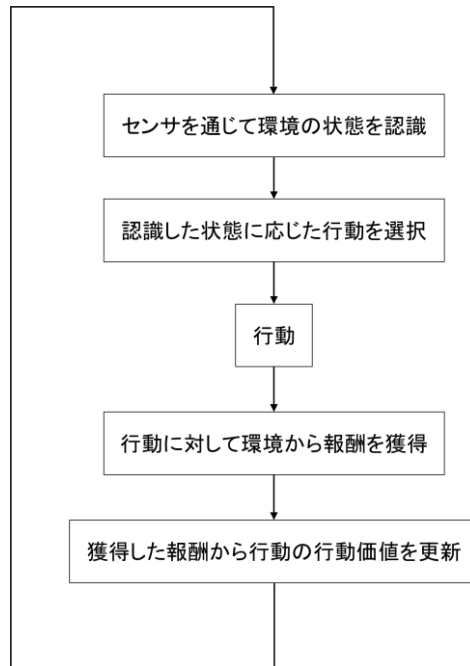 センサを通じて環境の状態を認識
認識した状態に応じた行動を選択
行動
行動に対して環境から報酬を獲得
獲得した報酬から行動の行動価値を更新